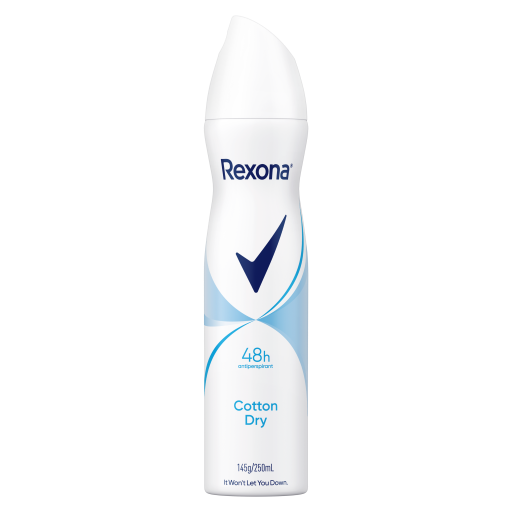 Rexona®
48h
antiperspirant
Cotton
Dry
145g/250mL
It Won't Let You Down.